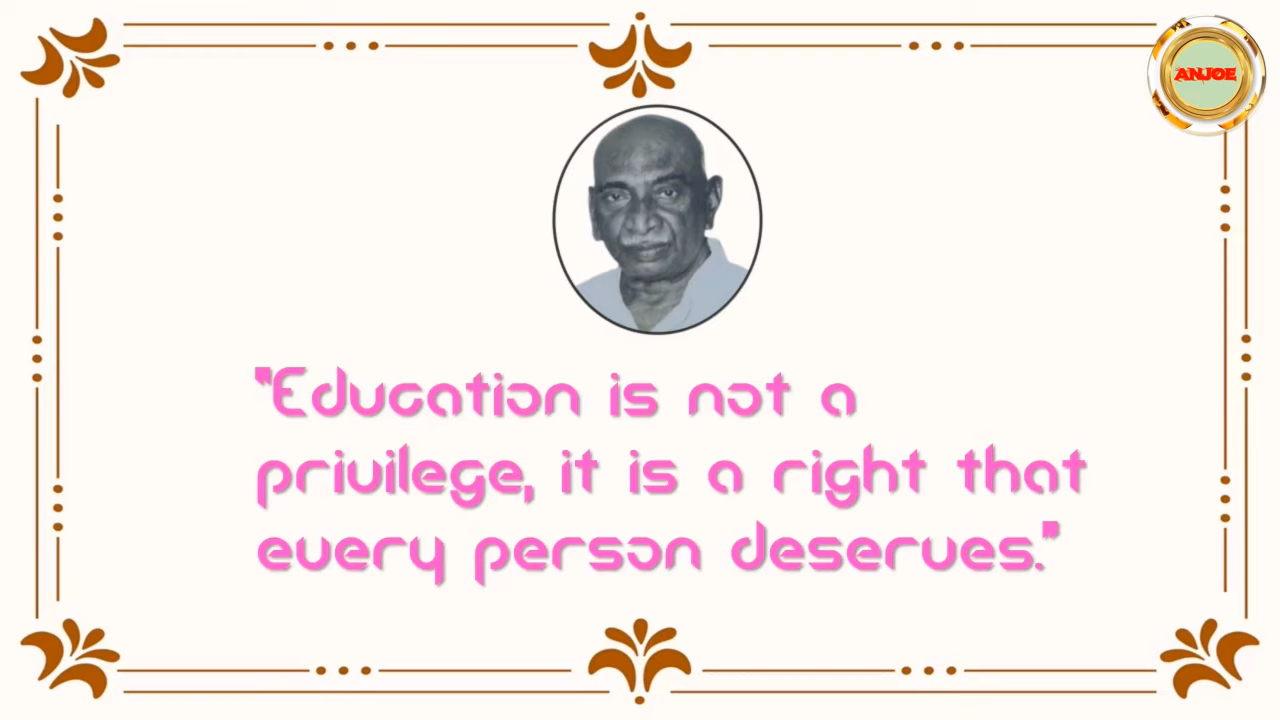 ANJOE
"Education is not a
privilege, it is a right that
every person deserves."